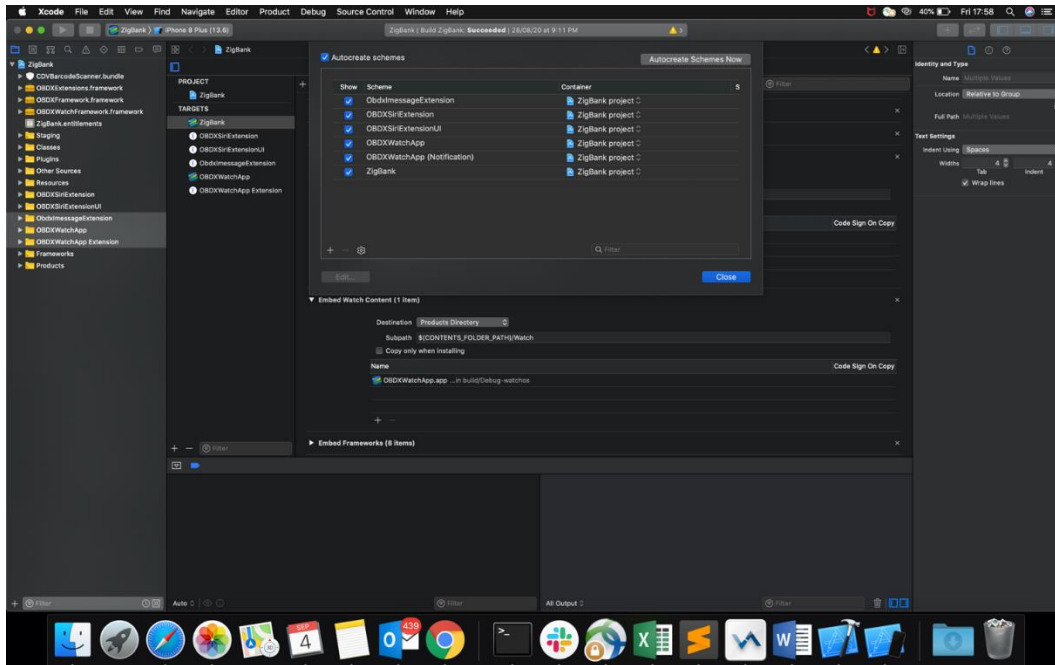 Xcode File Edit View Find Navigate Editor Product Debug Source Control Window Help 40% Fri 17:58
ZigBank iPhone 8 Plus (13.6) ZigBank | Build ZigBank: Succeeded | 26/08/20 at 9:11 PM
ZigBank
CDVBarcodeScanner.bundle
OBDXExtensions.framework
OBDXFramework.framework
OBDXWatchFramework.framework
ZigBank.entitlements
Staging
Classes
Plugins
Other Sources
Resources
OBDXSiriExtension
OBDXSiriExtensionUI
ObdxImessageExtension
OBDXWatchApp
OBDXWatchApp Extension
Frameworks
Products
Filter
ZigBank
PROJECT
ZigBank
TARGETS
ZigBank
OBDXSiriExtension
OBDXSiriExtensionUI
ObdxImessageExtension
OBDXWatchApp
OBDXWatchApp Extension
Filter
Autocreate schemes Autocreate Schemes Now
Show Scheme Container S
ObdxImessageExtension ZigBank project
OBDXSiriExtension ZigBank project
OBDXSiriExtensionUI ZigBank project
OBDXWatchApp ZigBank project
OBDXWatchApp (Notification) ZigBank project
ZigBank ZigBank project
Filter
Edit... Close
Filter
Code Sign On Copy
Embed Watch Content (1 item)
Destination Products Directory
Subpath $(CONTENTS_FOLDER_PATH)/Watch
Copy only when installing
Name Code Sign On Copy
OBDXWatchApp.app ...in build/Debug-watchos
Embed Frameworks (6 items)
Identity and Type
Name Multiple Values
Location Relative to Group
Full Path Multiple Values
Text Settings
Indent Using Spaces
Widths 4 4
Tab Indent
Wrap lines
Auto Filter All Output Filter
SEP
4
439